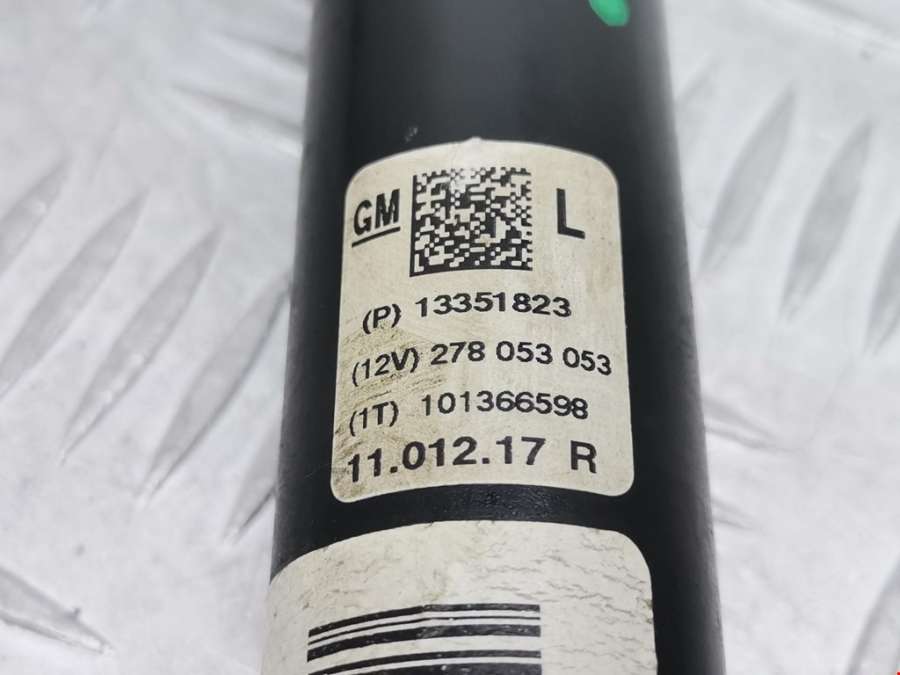 GM L
(P) 13351823
(12V) 278 053 053
(1T) 101366598
11.012.17 R